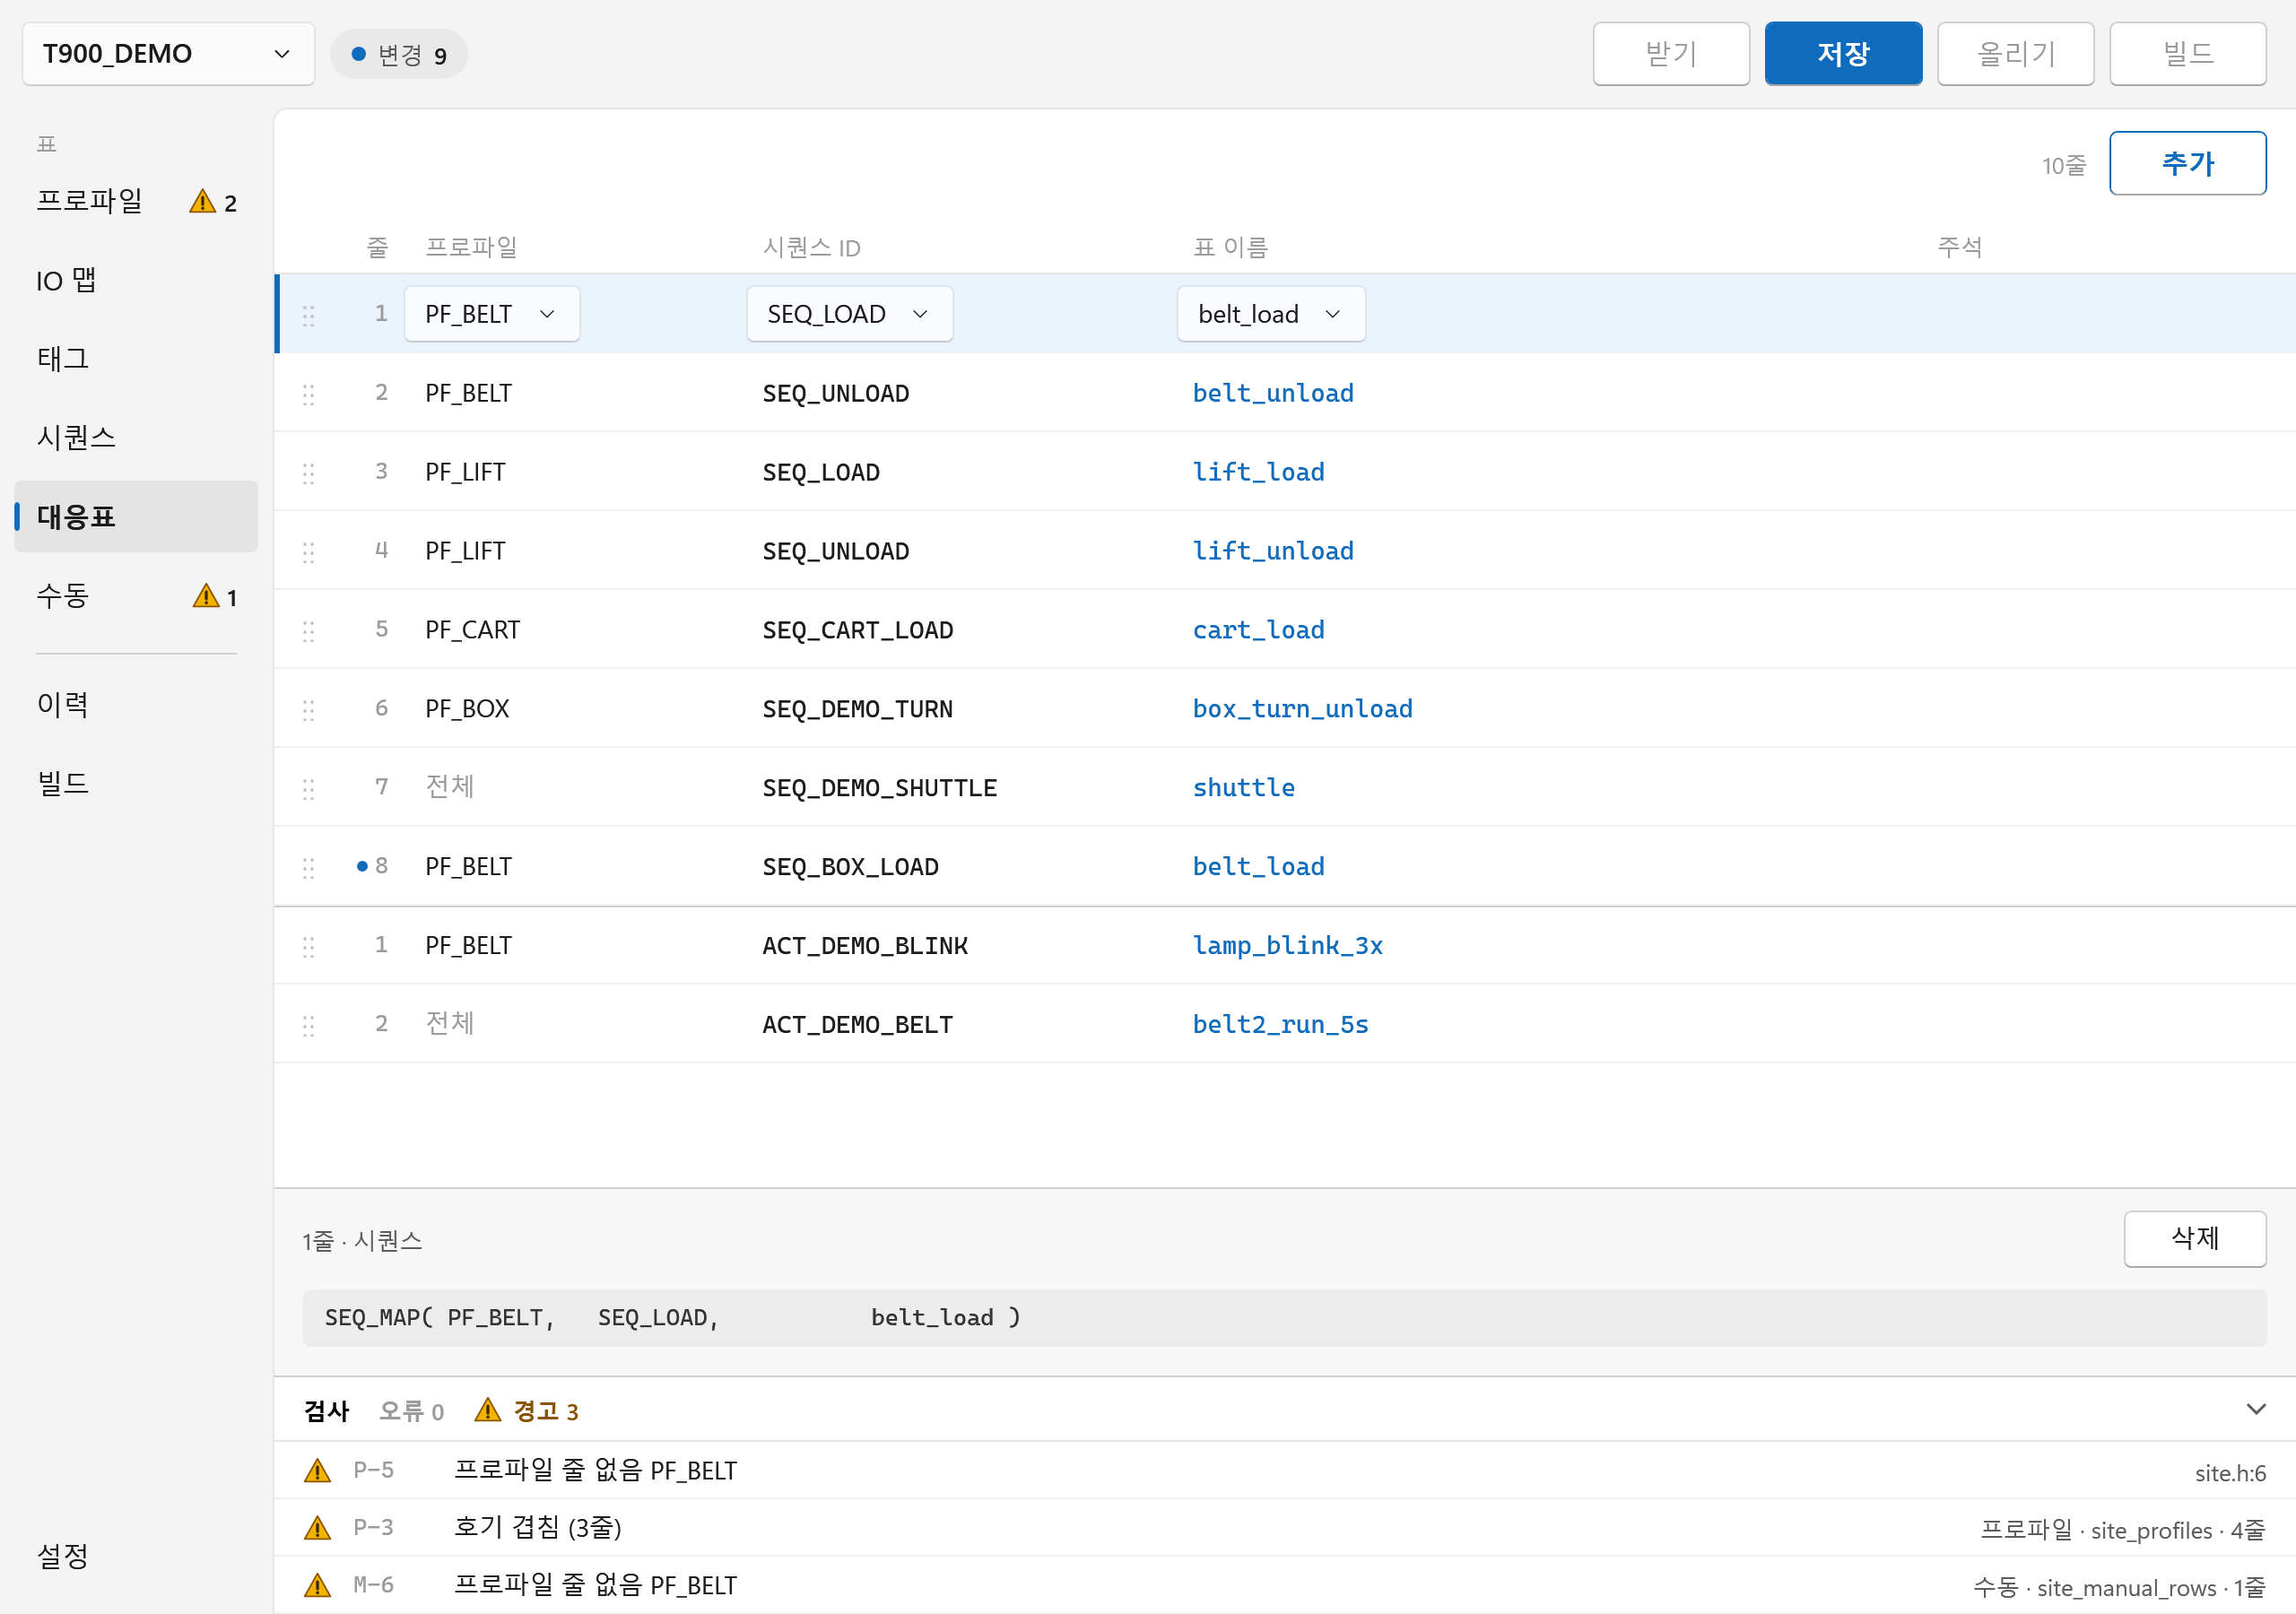 T900_DEMO 변경 9 받기 저장 올리기 빌드
표
프로파일 2
IO 맵
태그
시퀀스
대응표
수동 1
이력
빌드
설정
10줄 추가
줄 프로파일 시퀀스 ID 표 이름 주석
1 PF_BELT SEQ_LOAD belt_load
2 PF_BELT SEQ_UNLOAD belt_unload
3 PF_LIFT SEQ_LOAD lift_load
4 PF_LIFT SEQ_UNLOAD lift_unload
5 PF_CART SEQ_CART_LOAD cart_load
6 PF_BOX SEQ_DEMO_TURN box_turn_unload
7 전체 SEQ_DEMO_SHUTTLE shuttle
8 PF_BELT SEQ_BOX_LOAD belt_load
1 PF_BELT ACT_DEMO_BLINK lamp_blink_3x
2 전체 ACT_DEMO_BELT belt2_run_5s
1줄 · 시퀀스 삭제
SEQ_MAP( PF_BELT, SEQ_LOAD, belt_load )
검사 오류 0 경고 3
P-5 프로파일 줄 없음 PF_BELT site.h:6
P-3 호기 겹침 (3줄) 프로파일 · site_profiles · 4줄
M-6 프로파일 줄 없음 PF_BELT 수동 · site_manual_rows · 1줄